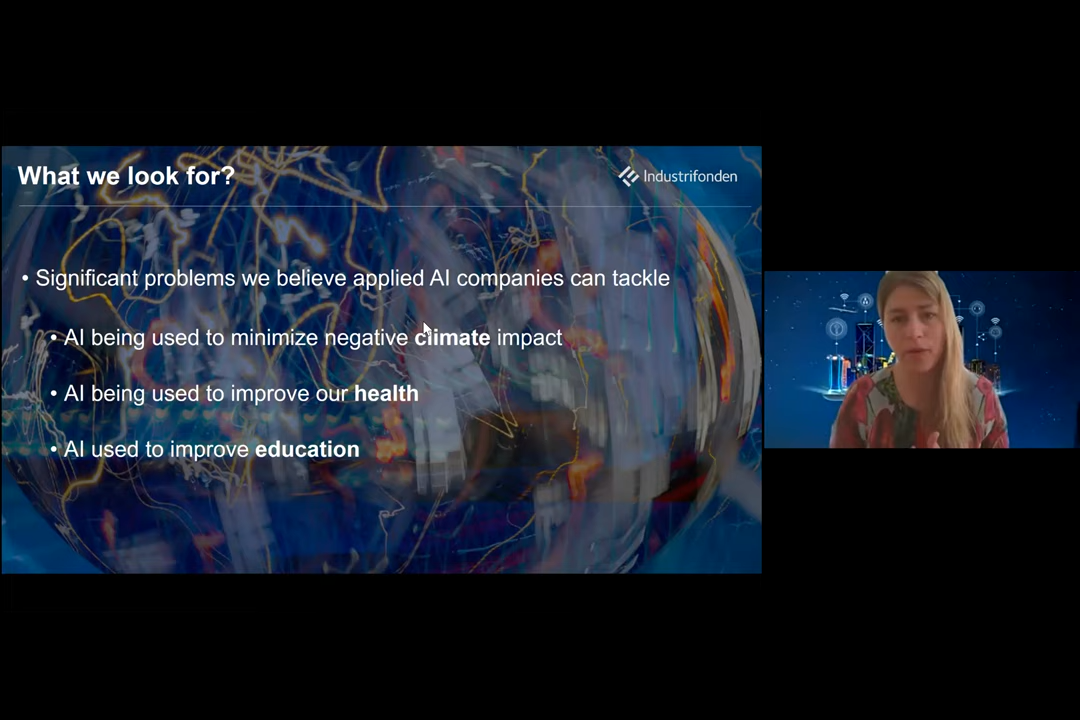 What we look for?
Industrifonden
• Significant problems we believe applied AI companies can tackle
• AI being used to minimize negative climate impact
• AI being used to improve our health
• AI used to improve education